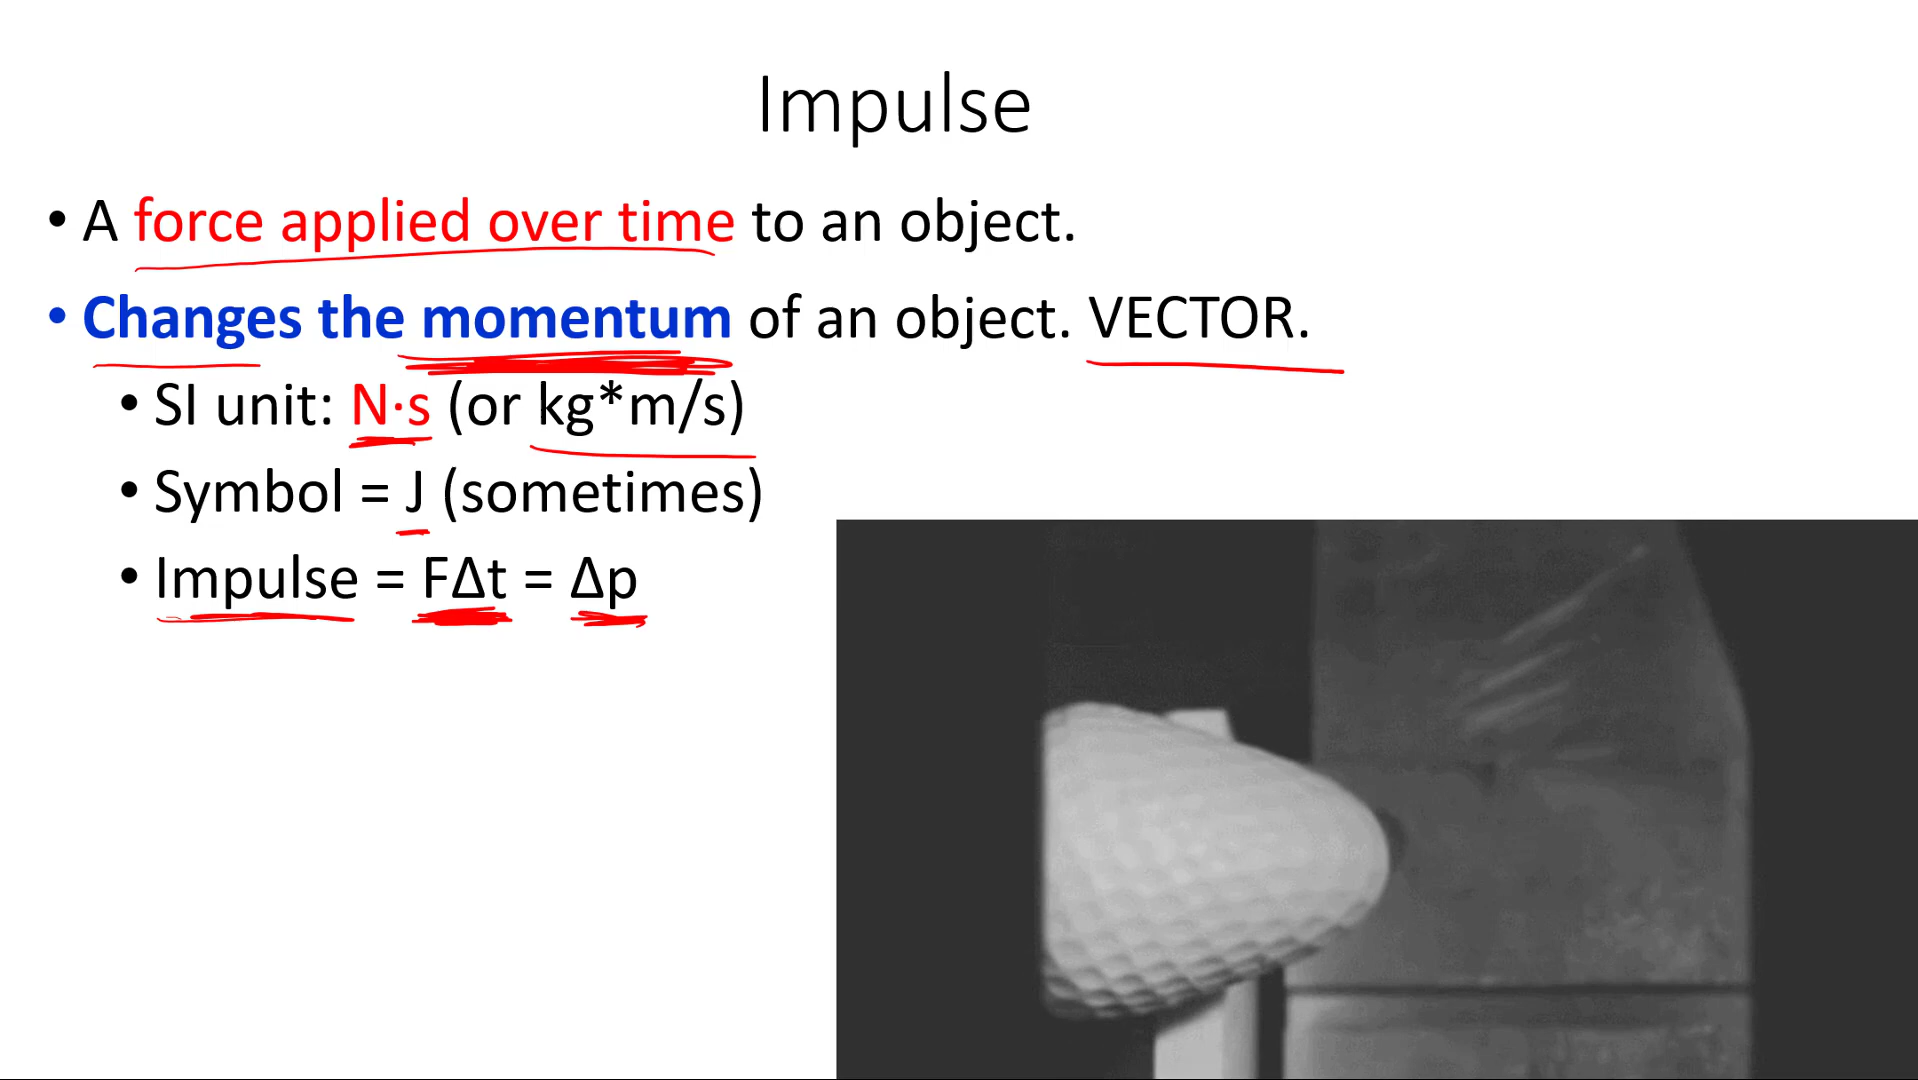 Impulse
• A force applied over time to an object.
• Changes the momentum of an object. VECTOR.
• SI unit: N·s (or kg*m/s)
• Symbol = J (sometimes)
• Impulse = FΔt = Δp